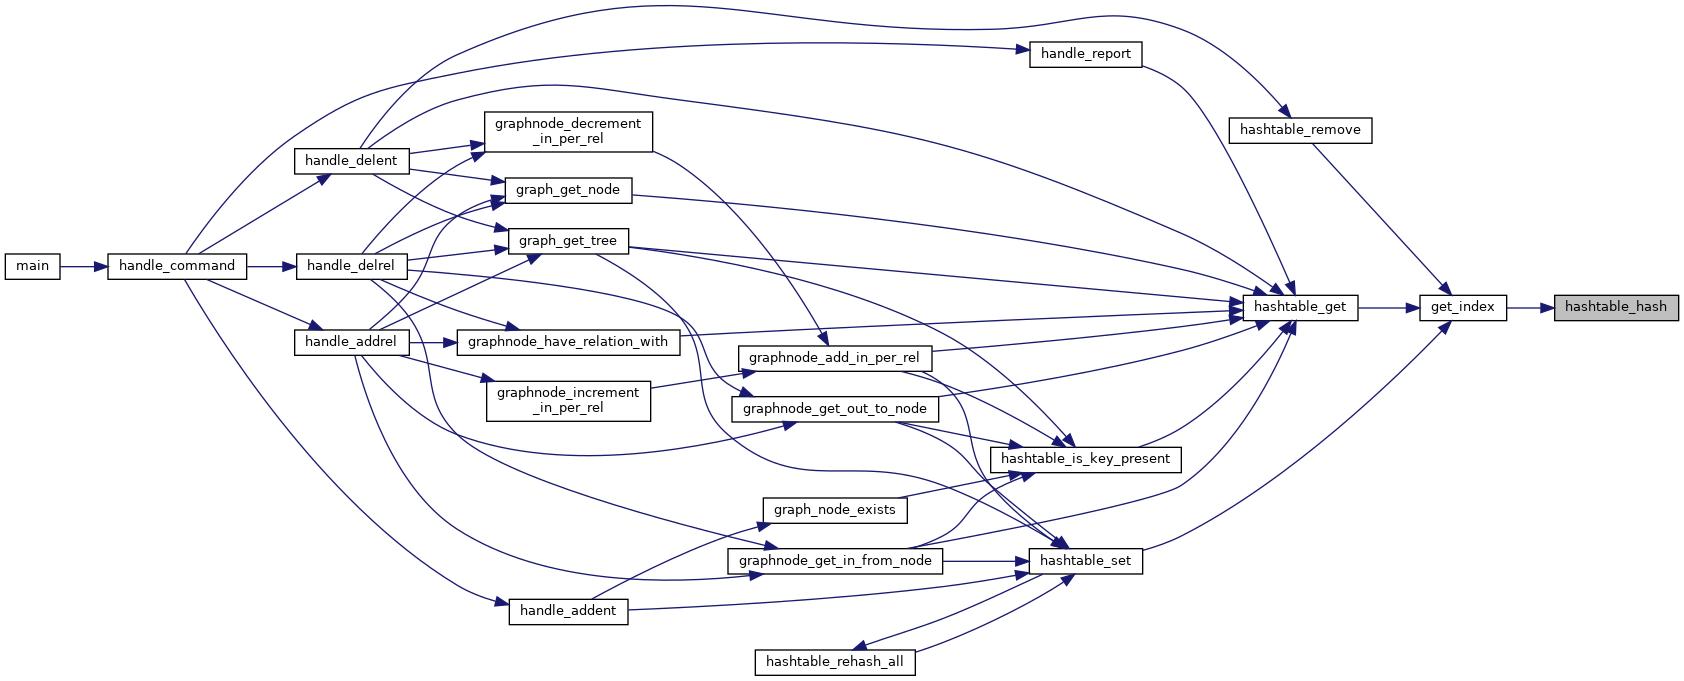 handle_report
graphnode_decrement
_in_per_rel
hashtable_remove
handle_delent
graph_get_node
graph_get_tree
main
handle_command
handle_delrel
hashtable_get
get_index
hashtable_hash
handle_addrel
graphnode_have_relation_with
graphnode_add_in_per_rel
graphnode_increment
_in_per_rel
graphnode_get_out_to_node
hashtable_is_key_present
graph_node_exists
graphnode_get_in_from_node
hashtable_set
handle_addent
hashtable_rehash_all